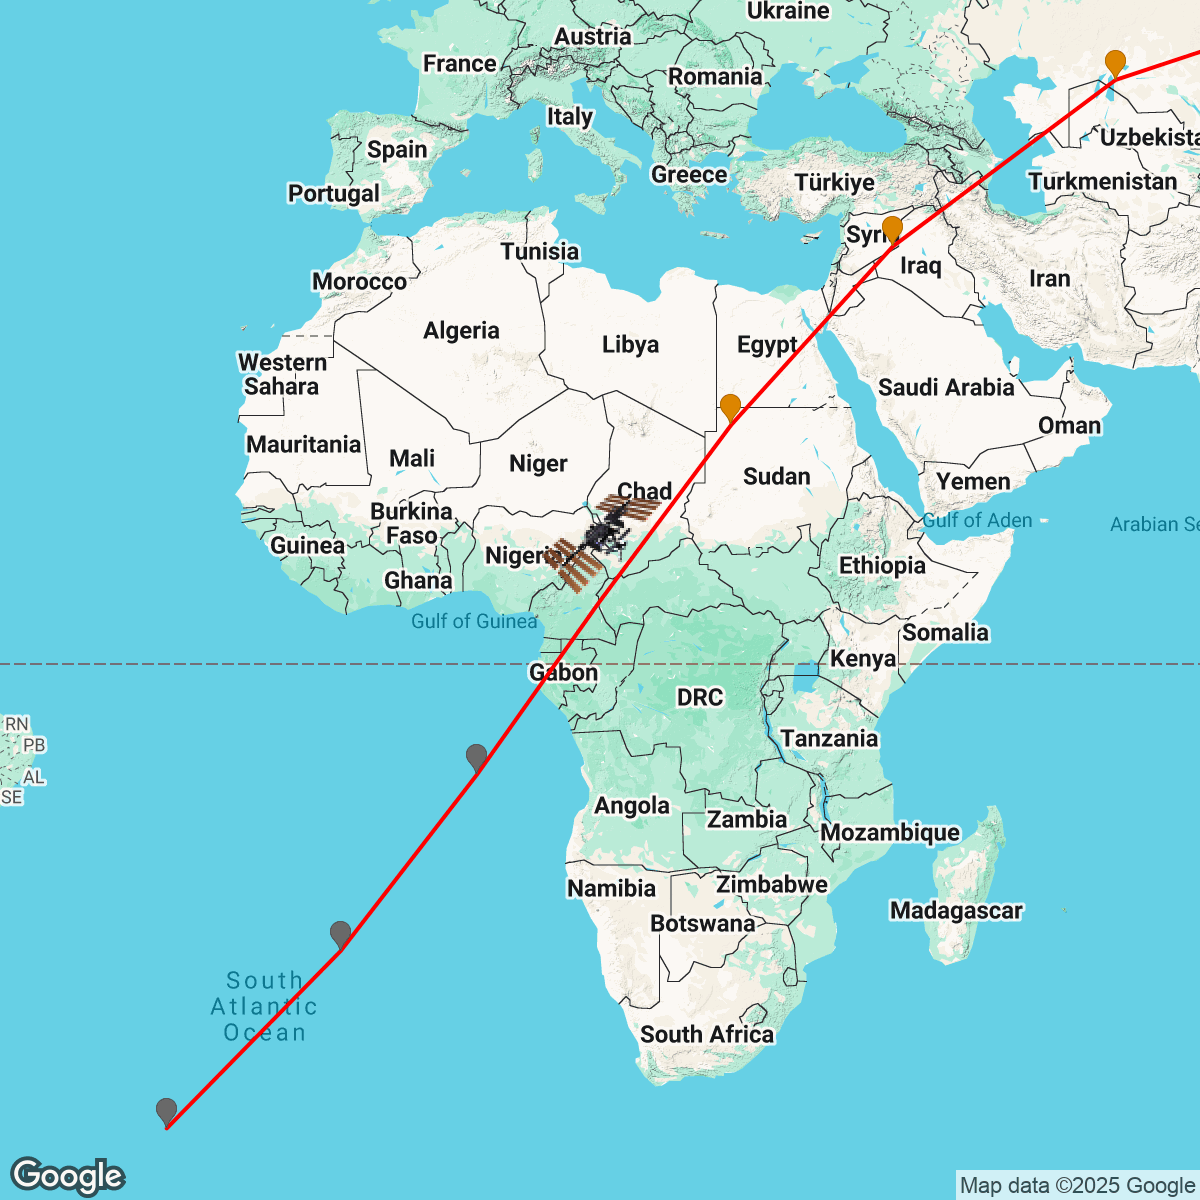 Ukraine
Austria
France
Romania
Italy
Uzbekista
Spain
Greece
Türkiye
Turkmenistan
Portugal
Syri
Tunisia
Iraq
Iran
Morocco
Algeria
Libya
Egypt
Western
Sahara
Saudi Arabia
Oman
Mauritania
Mali
Niger
Sudan
Yemen
Chad
Burkina
Faso
Gulf of Aden
Arabian Se
Guinea
Nigeria
Ethiopia
Ghana
Gulf of Guinea
Somalia
Kenya
Gabon
DRC
RN
PB
AL
SE
Tanzania
Angola
Zambia
Mozambique
Namibia
Zimbabwe
Botswana
Madagascar
South
Atlantic
Ocean
South Africa
Google
Map data ©2025 Google